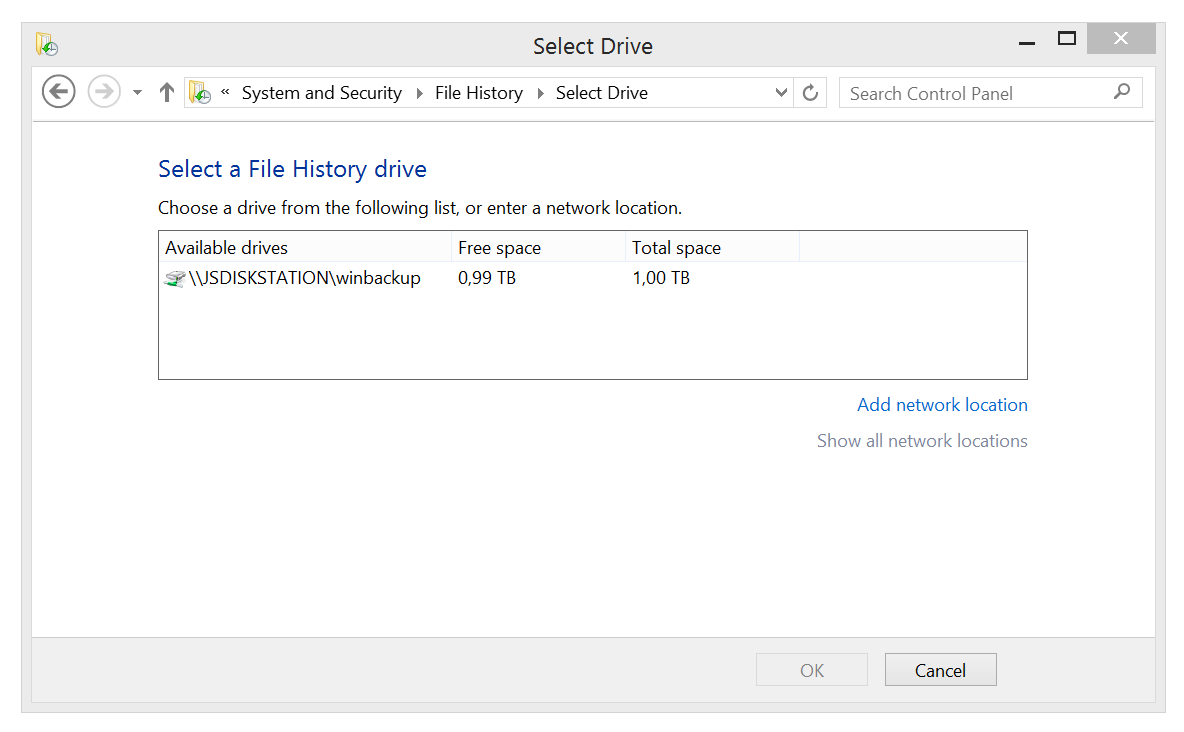 Select Drive
« System and Security File History Select Drive
Search Control Panel
Select a File History drive
Choose a drive from the following list, or enter a network location.
Available drives Free space Total space
\\JSDISKSTATION\winbackup 0,99 TB 1,00 TB
Add network location
Show all network locations
OK Cancel